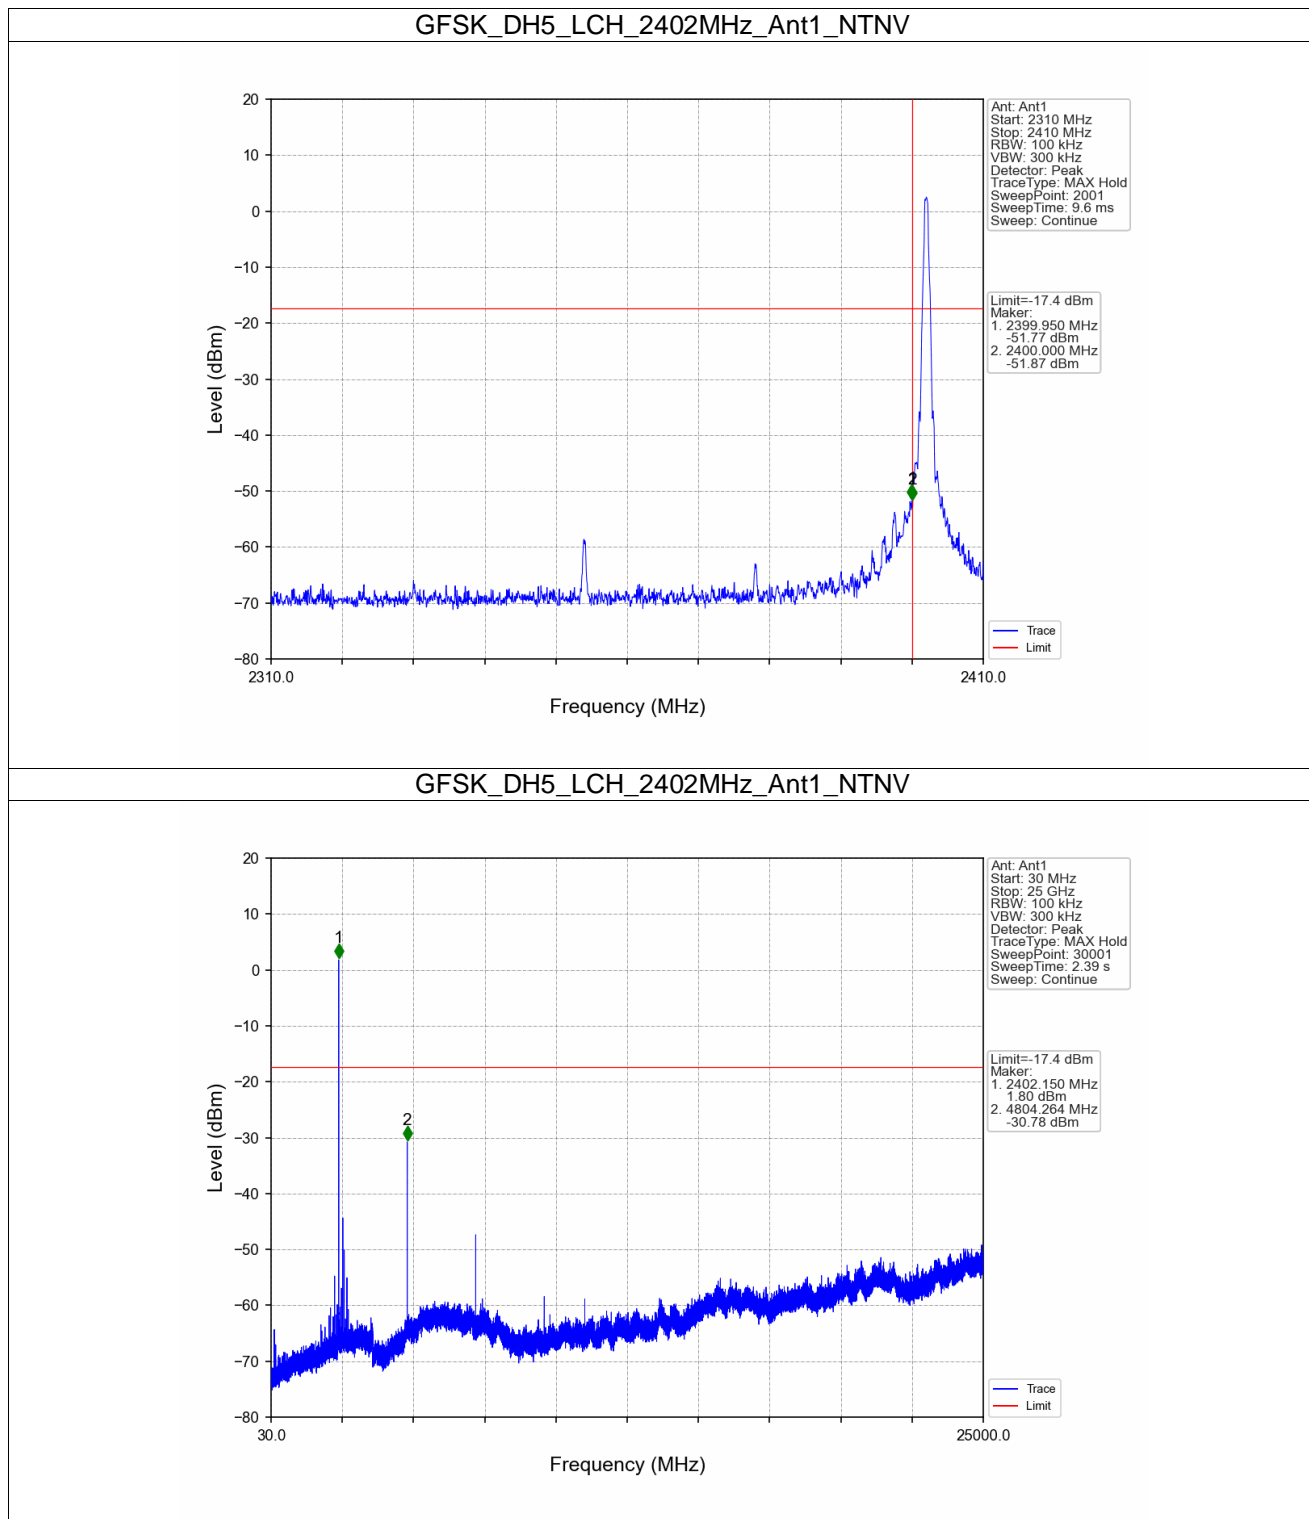 GFSK_DH5_LCH_2402MHz_Ant1_NTNV
20
10
0
−10
−20
−30
−40
−50
−60
−70
−80
Level (dBm)
2310.0
2410.0
Frequency (MHz)
2
Ant: Ant1
Start: 2310 MHz
Stop: 2410 MHz
RBW: 100 kHz
VBW: 300 kHz
Detector: Peak
TraceType: MAX Hold
SweepPoint: 2001
SweepTime: 9.6 ms
Sweep: Continue
Limit=-17.4 dBm
Maker:
1. 2399.950 MHz
-51.77 dBm
2. 2400.000 MHz
-51.87 dBm
Trace
Limit
GFSK_DH5_LCH_2402MHz_Ant1_NTNV
20
10
0
−10
−20
−30
−40
−50
−60
−70
−80
Level (dBm)
30.0
25000.0
Frequency (MHz)
1
2
Ant: Ant1
Start: 30 MHz
Stop: 25 GHz
RBW: 100 kHz
VBW: 300 kHz
Detector: Peak
TraceType: MAX Hold
SweepPoint: 30001
SweepTime: 2.39 s
Sweep: Continue
Limit=-17.4 dBm
Maker:
1. 2402.150 MHz
1.80 dBm
2. 4804.264 MHz
-30.78 dBm
Trace
Limit